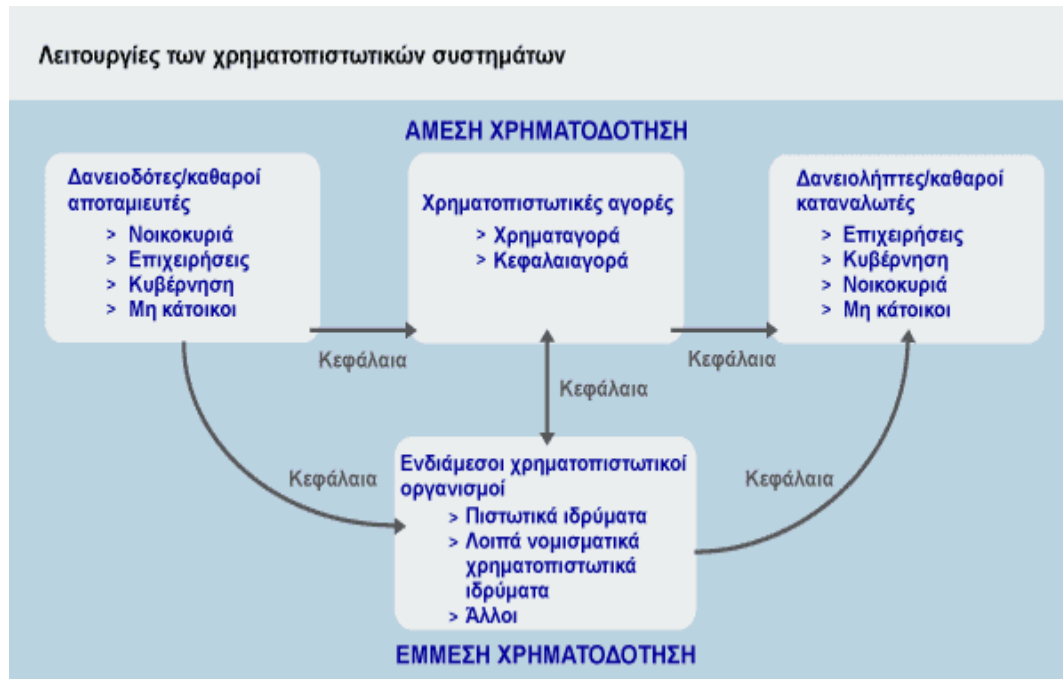 Λειτουργίες των χρηματοπιστωτικών συστημάτων
ΑΜΕΣΗ ΧΡΗΜΑΤΟΔΟΤΗΣΗ
Δανειοδότες/καθαροί
αποταμιευτές
> Νοικοκυριά
> Επιχειρήσεις
> Κυβέρνηση
> Μη κάτοικοι
Χρηματοπιστωτικές αγορές
> Χρηματαγορά
> Κεφαλαιαγορά
Δανειολήπτες/καθαροί
καταναλωτές
> Επιχειρήσεις
> Κυβέρνηση
> Νοικοκυριά
> Μη κάτοικοι
Κεφάλαια
Κεφάλαια
Κεφάλαια
Κεφάλαια
Κεφάλαια
Ενδιάμεσοι χρηματοπιστωτικοί
οργανισμοί
> Πιστωτικά ιδρύματα
> Λοιπά νομισματικά
χρηματοπιστωτικά
ιδρύματα
> Άλλοι
ΕΜΜΕΣΗ ΧΡΗΜΑΤΟΔΟΤΗΣΗ